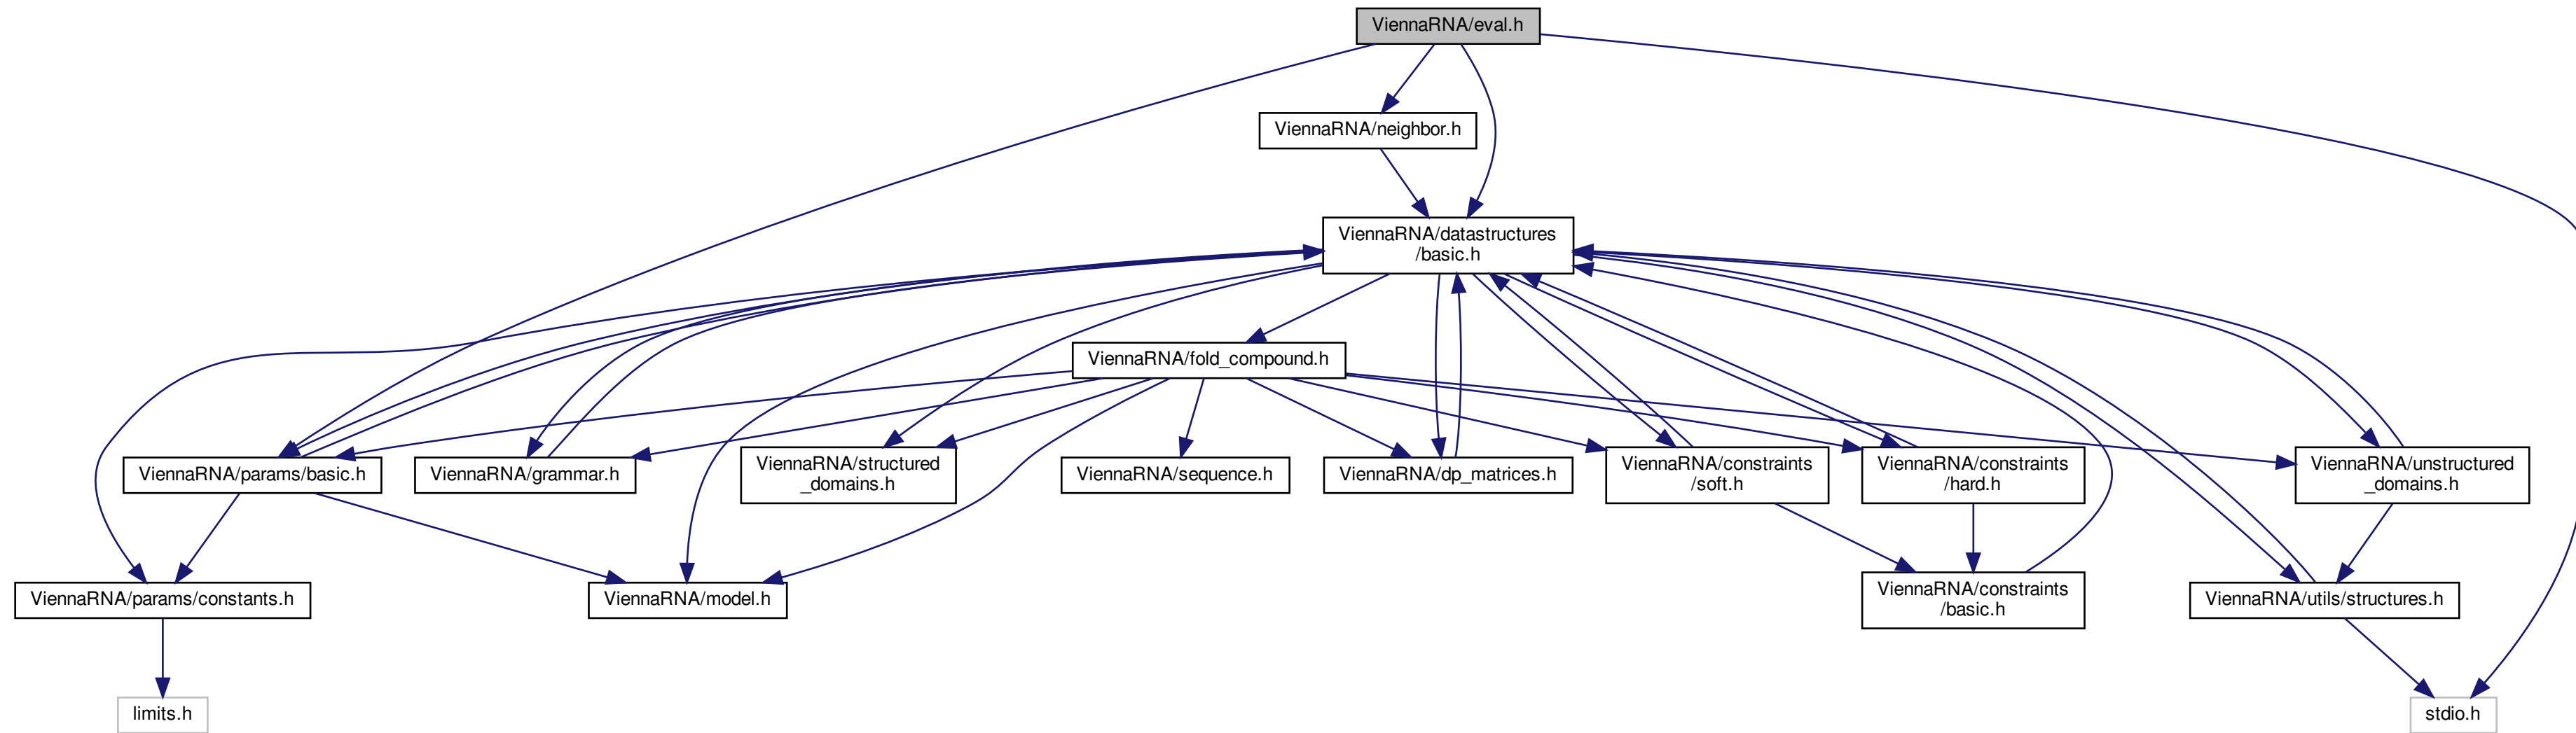 ViennaRNA/eval.h
ViennaRNA/neighbor.h
ViennaRNA/datastructures
/basic.h
ViennaRNA/fold_compound.h
ViennaRNA/params/basic.h
ViennaRNA/grammar.h
ViennaRNA/structured
_domains.h
ViennaRNA/sequence.h
ViennaRNA/dp_matrices.h
ViennaRNA/constraints
/soft.h
ViennaRNA/constraints
/hard.h
ViennaRNA/unstructured
_domains.h
ViennaRNA/params/constants.h
ViennaRNA/model.h
ViennaRNA/constraints
/basic.h
ViennaRNA/utils/structures.h
limits.h
stdio.h